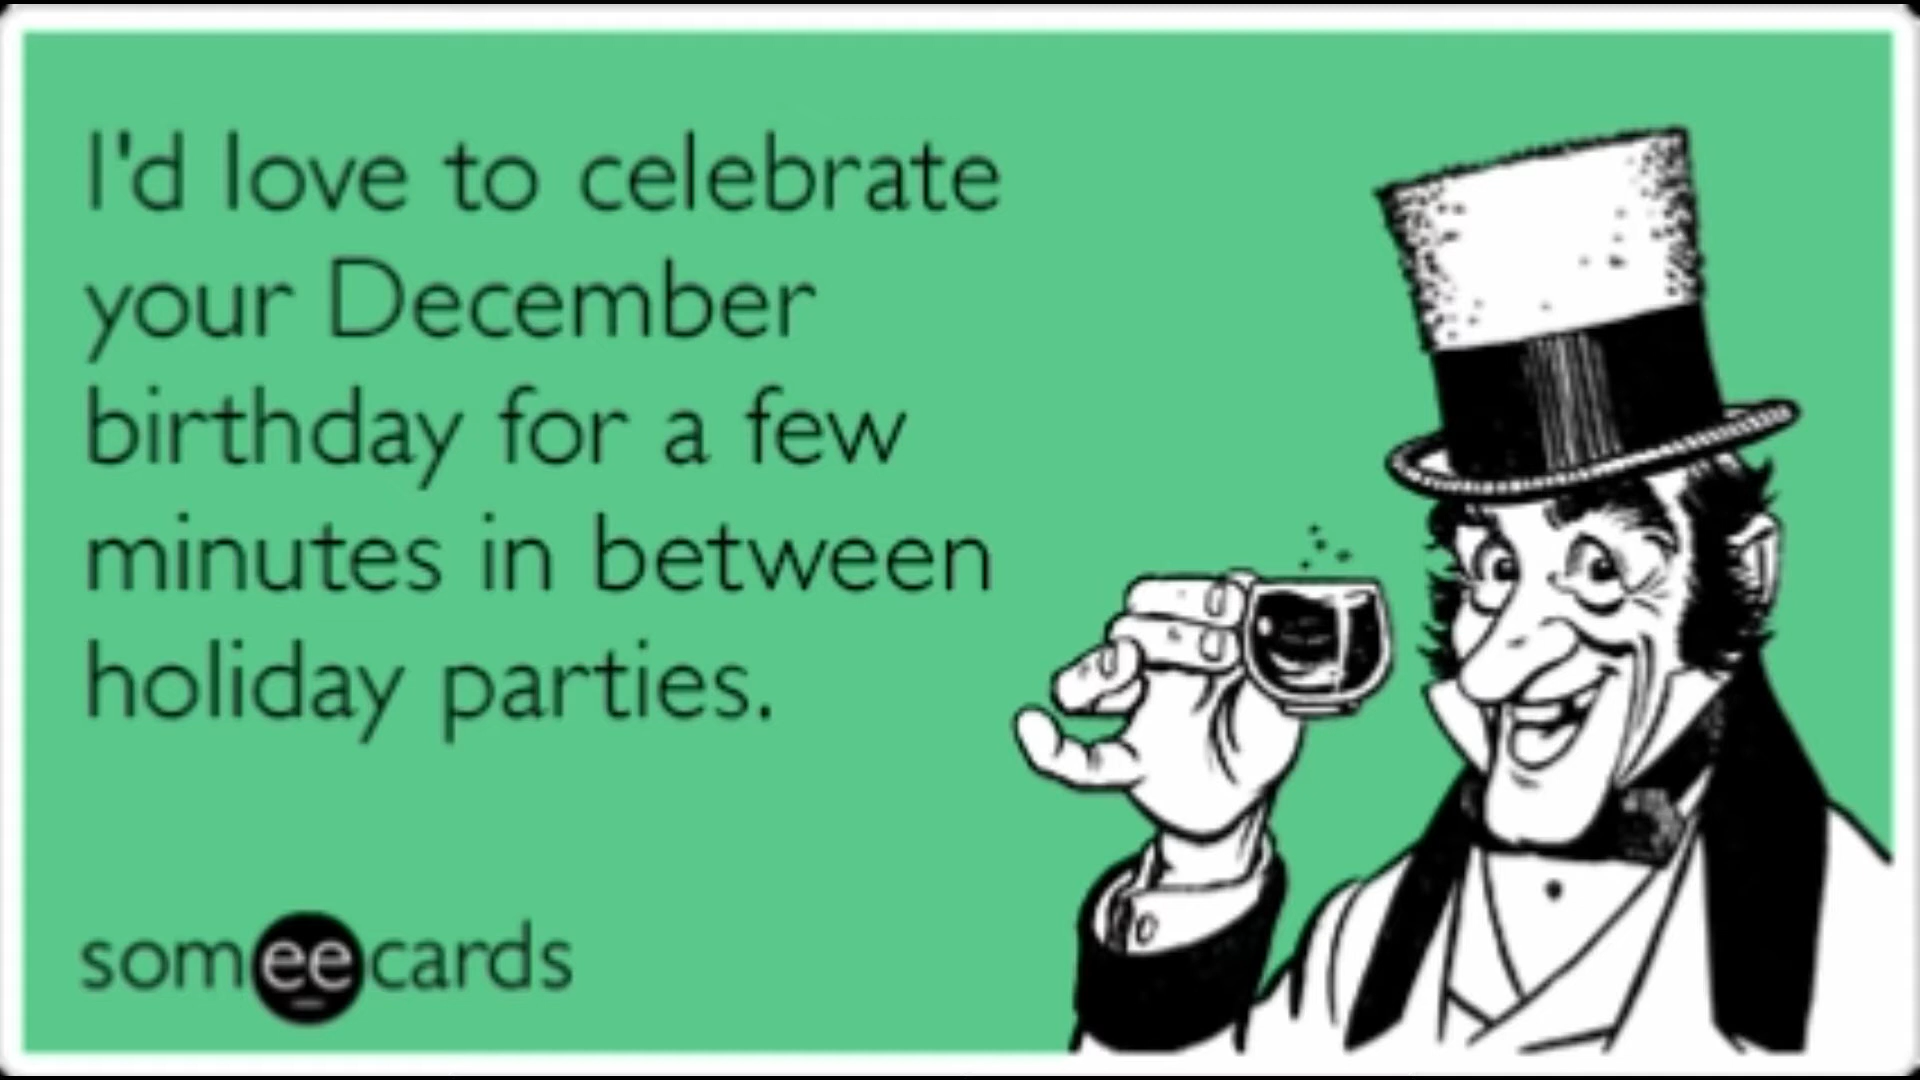 I'd love to celebrate
your December
birthday for a few
minutes in between
holiday parties.
someecards